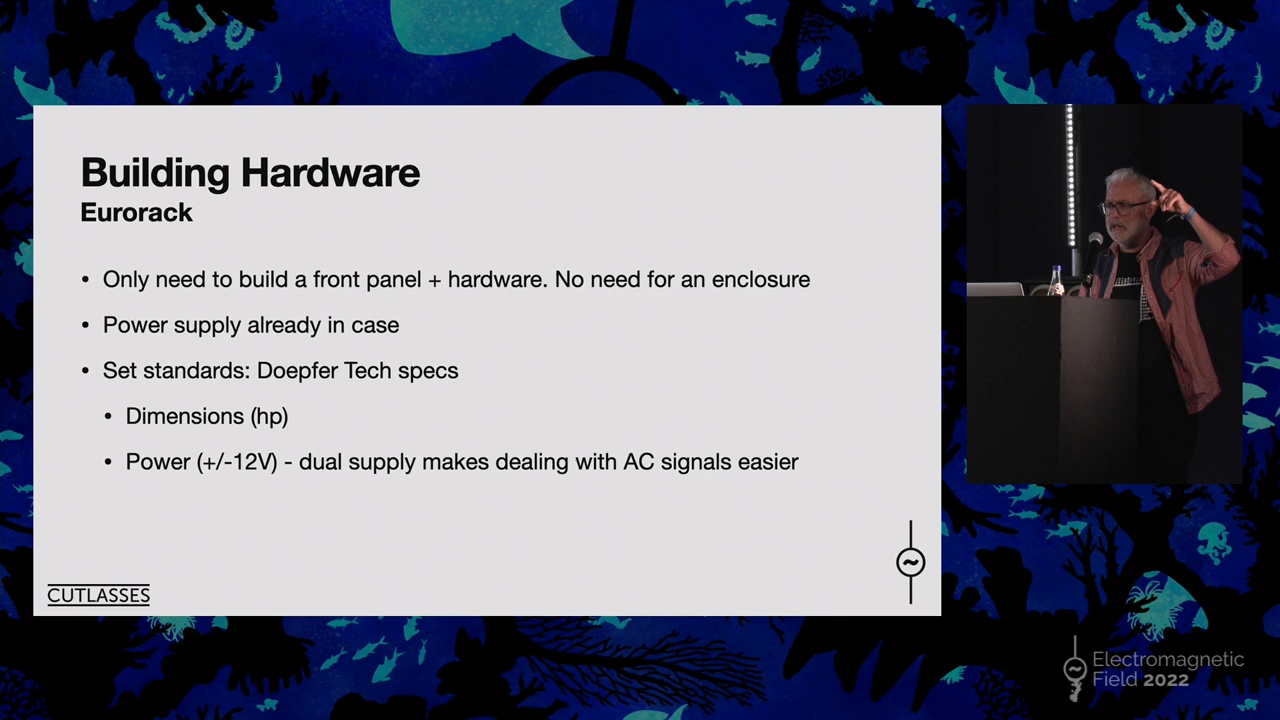 Building Hardware
Eurorack
• Only need to build a front panel + hardware. No need for an enclosure
• Power supply already in case
• Set standards: Doepfer Tech specs
• Dimensions (hp)
• Power (+/-12V) - dual supply makes dealing with AC signals easier
CUTLASSES
Electromagnetic
Field 2022